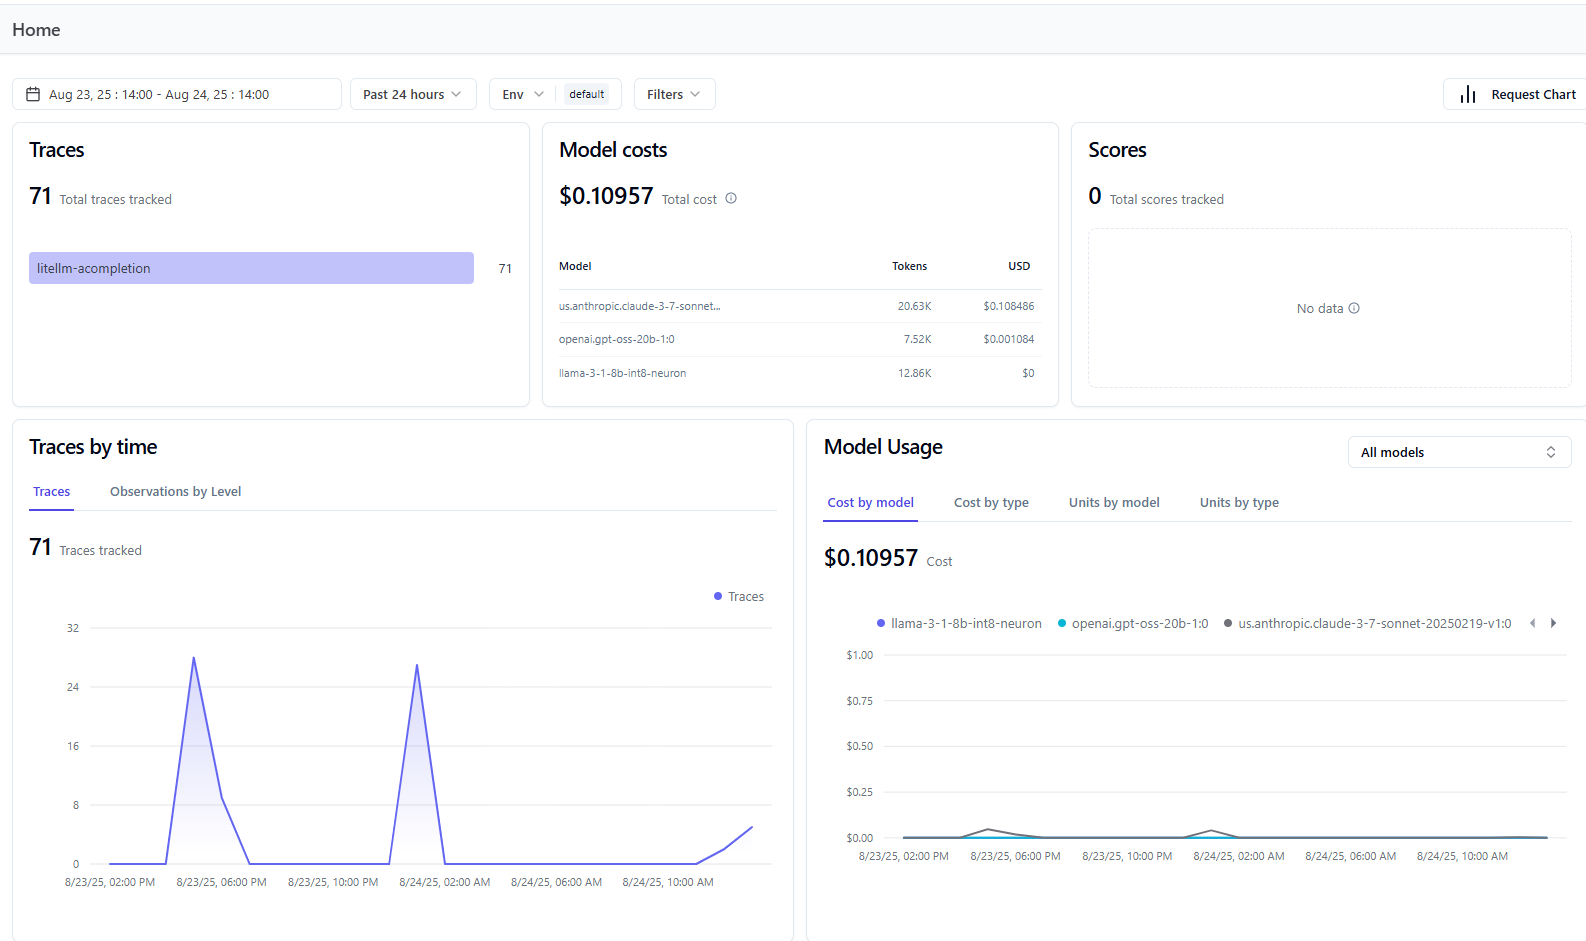 Home
Aug 23, 25 : 14:00 - Aug 24, 25 : 14:00
Past 24 hours
Env
default
Filters
Request Chart
Traces
71 Total traces tracked
litellm-acompletion 71
Model costs
$0.10957 Total cost
Model Tokens USD
us.anthropic.claude-3-7-sonnet... 20.63K $0.108486
openai.gpt-oss-20b-1:0 7.52K $0.001084
llama-3-1-8b-int8-neuron 12.86K $0
Scores
0 Total scores tracked
No data
Traces by time
Traces Observations by Level
71 Traces tracked
Traces
32
24
16
8
0
8/23/25, 02:00 PM 8/23/25, 06:00 PM 8/23/25, 10:00 PM 8/24/25, 02:00 AM 8/24/25, 06:00 AM 8/24/25, 10:00 AM
Model Usage
All models
Cost by model Cost by type Units by model Units by type
$0.10957 Cost
llama-3-1-8b-int8-neuron openai.gpt-oss-20b-1:0 us.anthropic.claude-3-7-sonnet-20250219-v1:0
$1.00
$0.75
$0.50
$0.25
$0.00
8/23/25, 02:00 PM 8/23/25, 06:00 PM 8/23/25, 10:00 PM 8/24/25, 02:00 AM 8/24/25, 06:00 AM 8/24/25, 10:00 AM